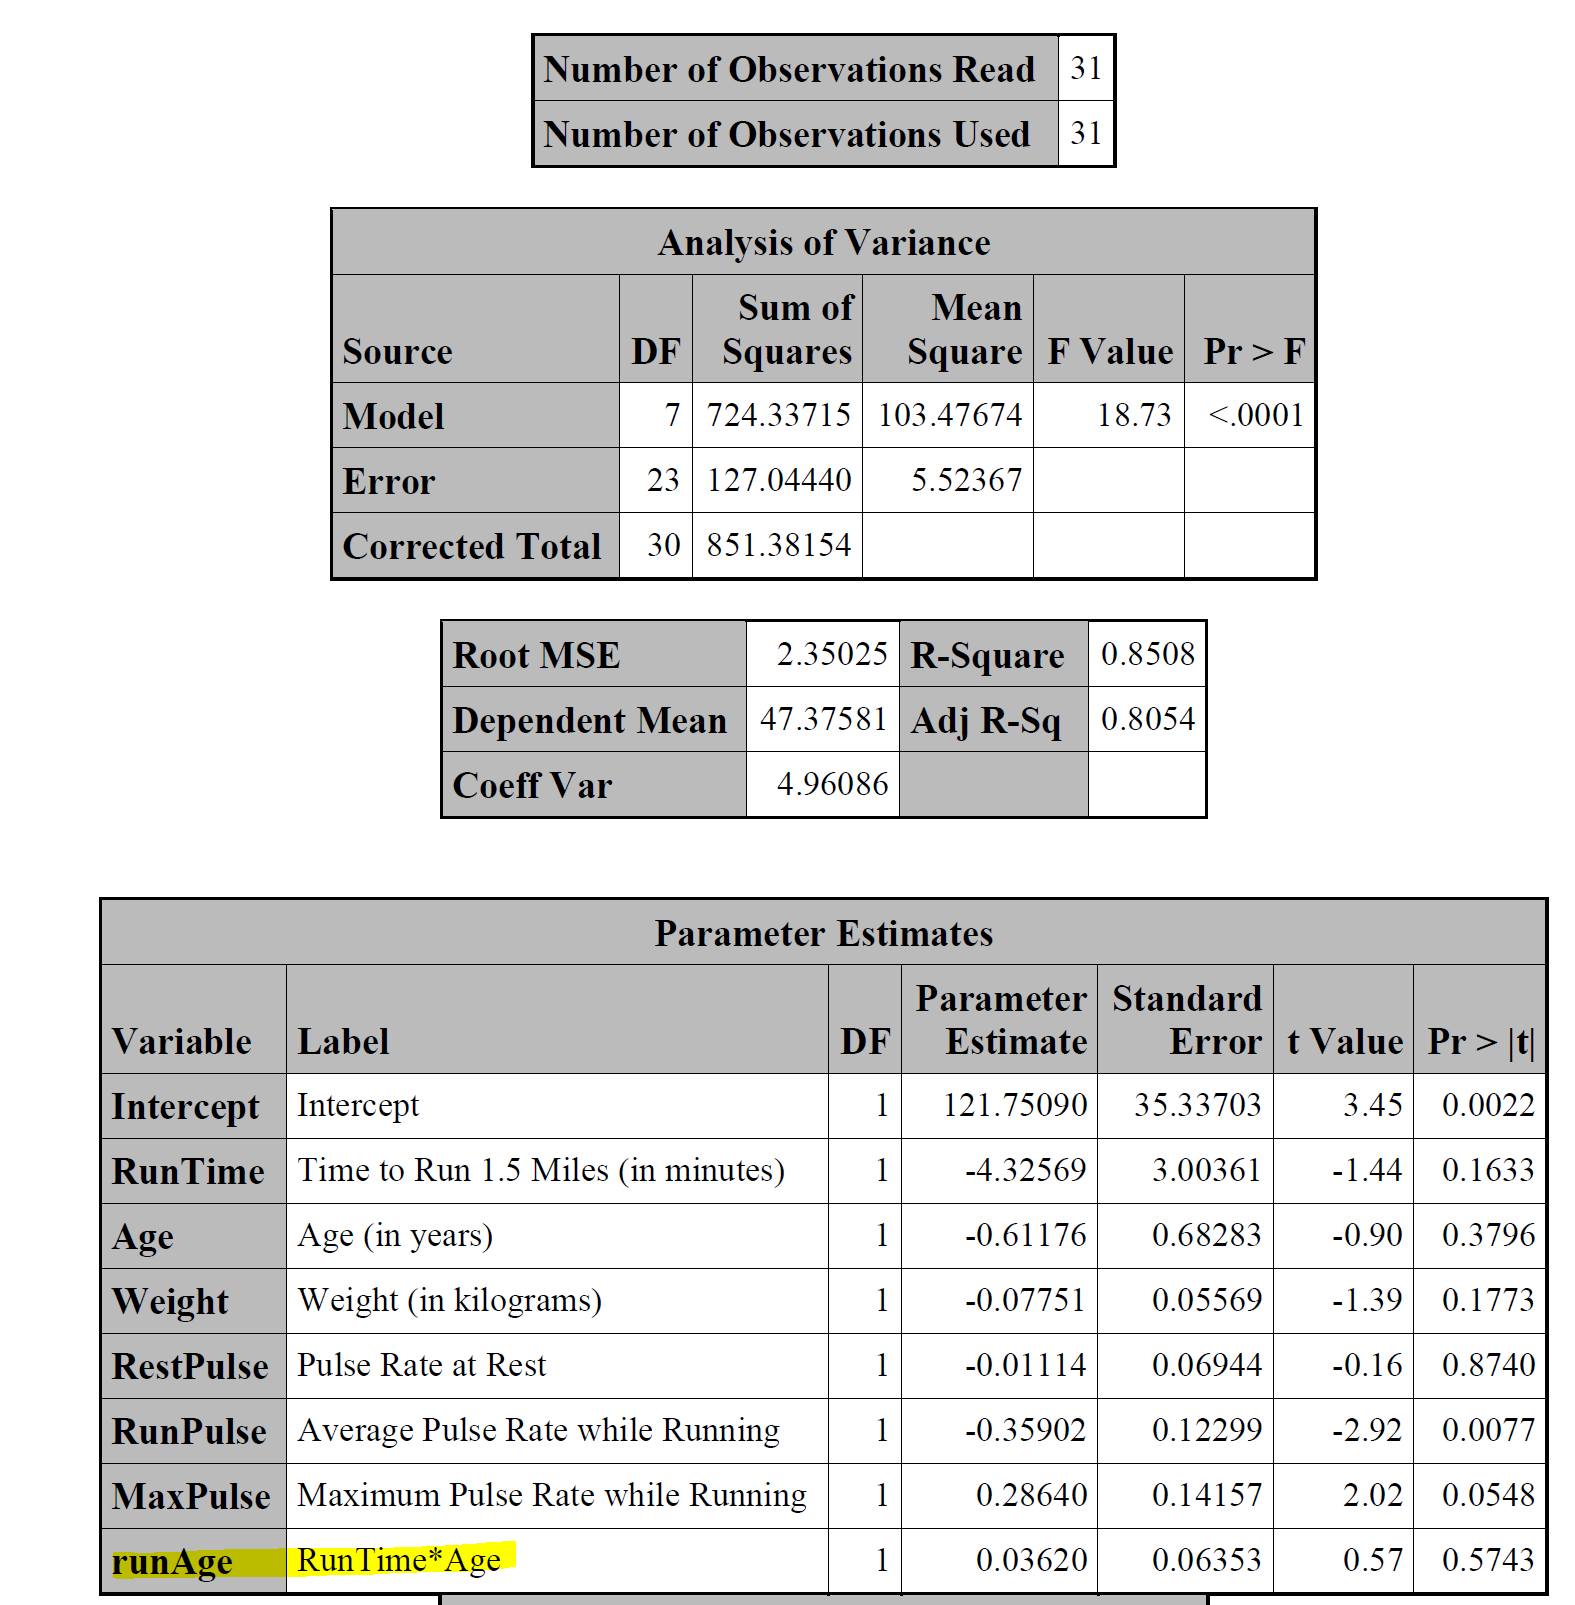 Number of Observations Read 31
Number of Observations Used 31
Analysis of Variance
Source DF Sum of Squares Mean Square F Value Pr > F
Model 7 724.33715 103.47674 18.73 <.0001
Error 23 127.04440 5.52367
Corrected Total 30 851.38154
Root MSE 2.35025 R-Square 0.8508
Dependent Mean 47.37581 Adj R-Sq 0.8054
Coeff Var 4.96086
Parameter Estimates
Variable Label DF Parameter Estimate Standard Error t Value Pr > |t|
Intercept Intercept 1 121.75090 35.33703 3.45 0.0022
RunTime Time to Run 1.5 Miles (in minutes) 1 -4.32569 3.00361 -1.44 0.1633
Age Age (in years) 1 -0.61176 0.68283 -0.90 0.3796
Weight Weight (in kilograms) 1 -0.07751 0.05569 -1.39 0.1773
RestPulse Pulse Rate at Rest 1 -0.01114 0.06944 -0.16 0.8740
RunPulse Average Pulse Rate while Running 1 -0.35902 0.12299 -2.92 0.0077
MaxPulse Maximum Pulse Rate while Running 1 0.28640 0.14157 2.02 0.0548
runAge RunTime*Age 1 0.03620 0.06353 0.57 0.5743